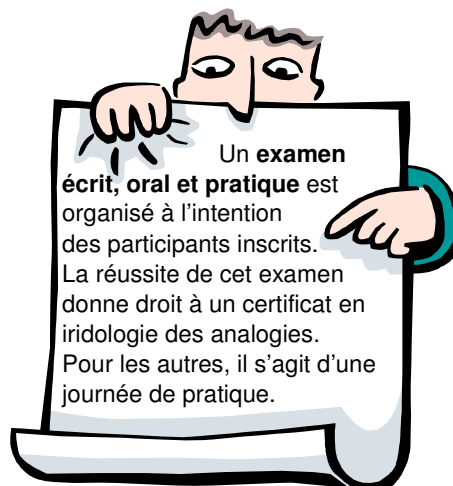 Un examen
écrit, oral et pratique est
organisé à l'intention
des participants inscrits.
La réussite de cet examen
donne droit à un certificat en
iridologie des analogies.
Pour les autres, il s'agit d'une
journée de pratique.